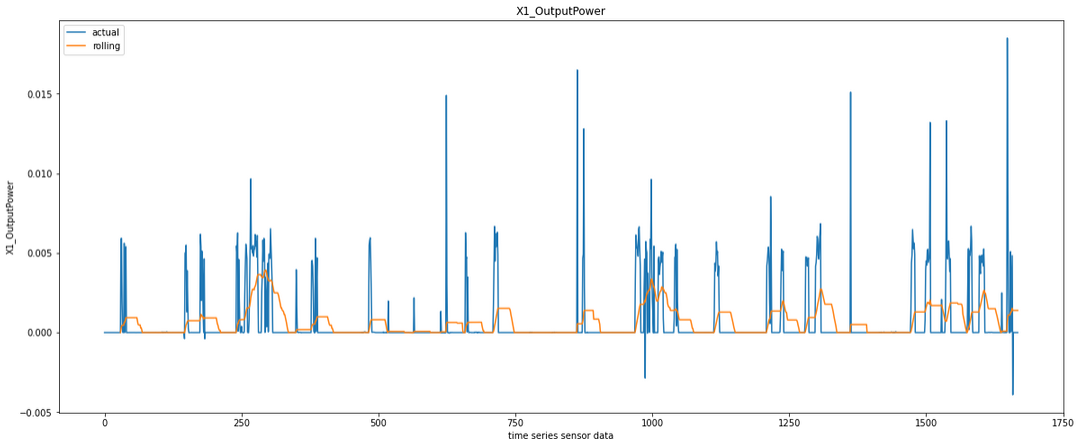 X1_OutputPower
actual
rolling
X1_OutputPower
0.015
0.010
0.005
0.000
−0.005
0 250 500 750 1000 1250 1500 1750
time series sensor data